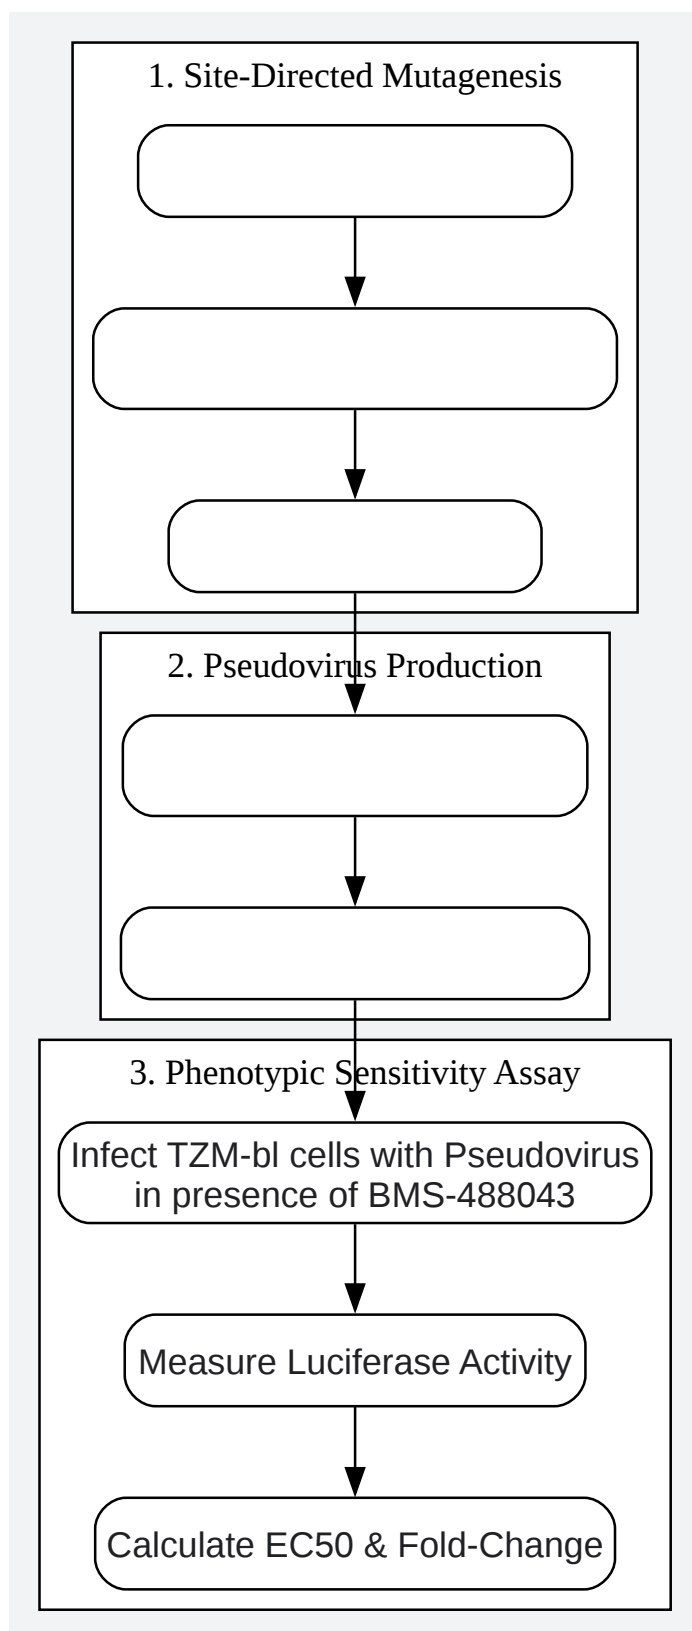 1. Site-Directed Mutagenesis
2. Pseudovirus Production
3. Phenotypic Sensitivity Assay
Infect TZM-bl cells with Pseudovirus
in presence of BMS-488043
Measure Luciferase Activity
Calculate EC50 & Fold-Change